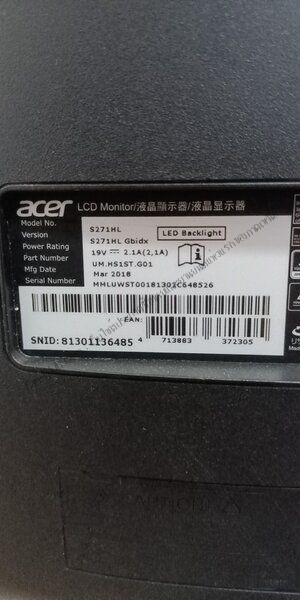 acer LCD Monitor/液晶顯示器/液晶显示器
Model No. S271HL
Version S271HL Gbidx LED Backlight
Power Rating 19V ⎓ 2.1A(2,1A)
Part Number UM.HS1ST.G01
Mfg Date Mar 2018
Serial Number MMLUWST00181301C648526
EAN:
SNID:81301136485 4 713883 372305